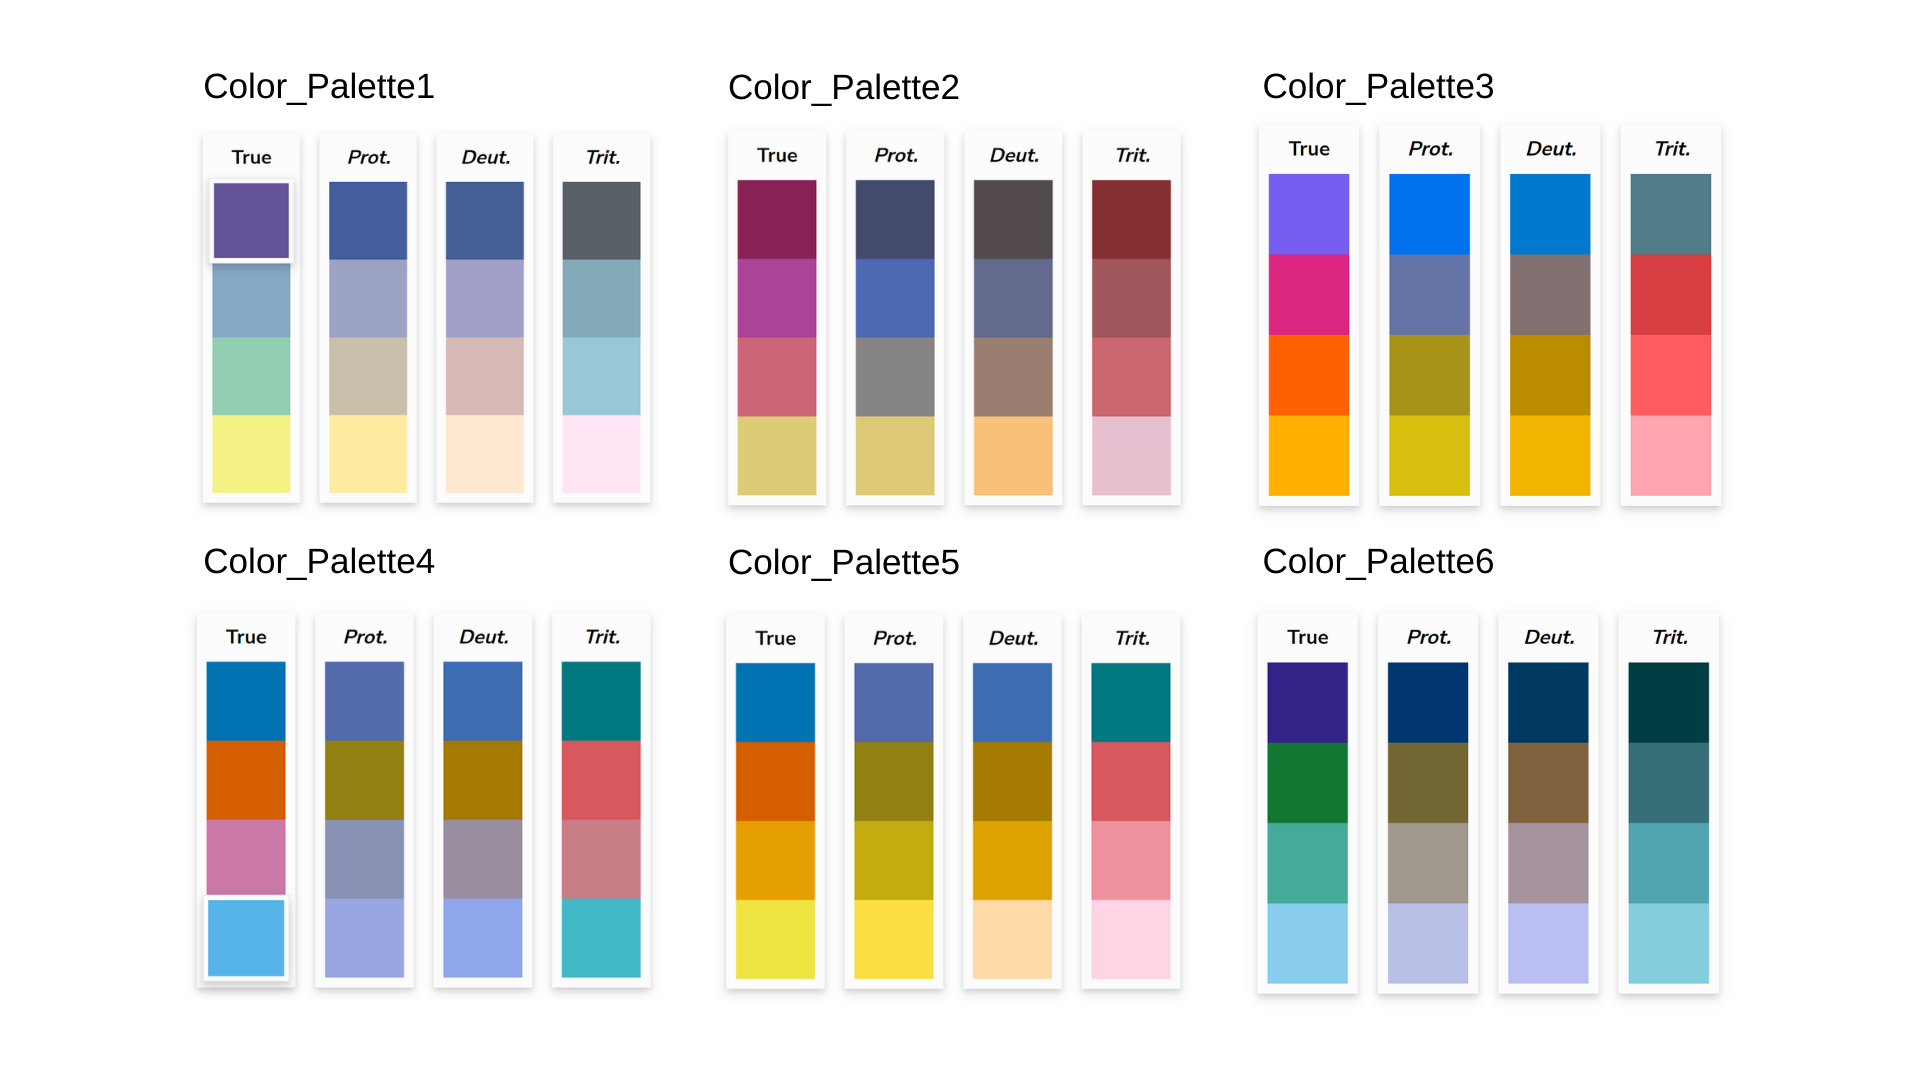 Color_Palette1
True Prot. Deut. Trit.
Color_Palette2
True Prot. Deut. Trit.
Color_Palette3
True Prot. Deut. Trit.
Color_Palette4
True Prot. Deut. Trit.
Color_Palette5
True Prot. Deut. Trit.
Color_Palette6
True Prot. Deut. Trit.